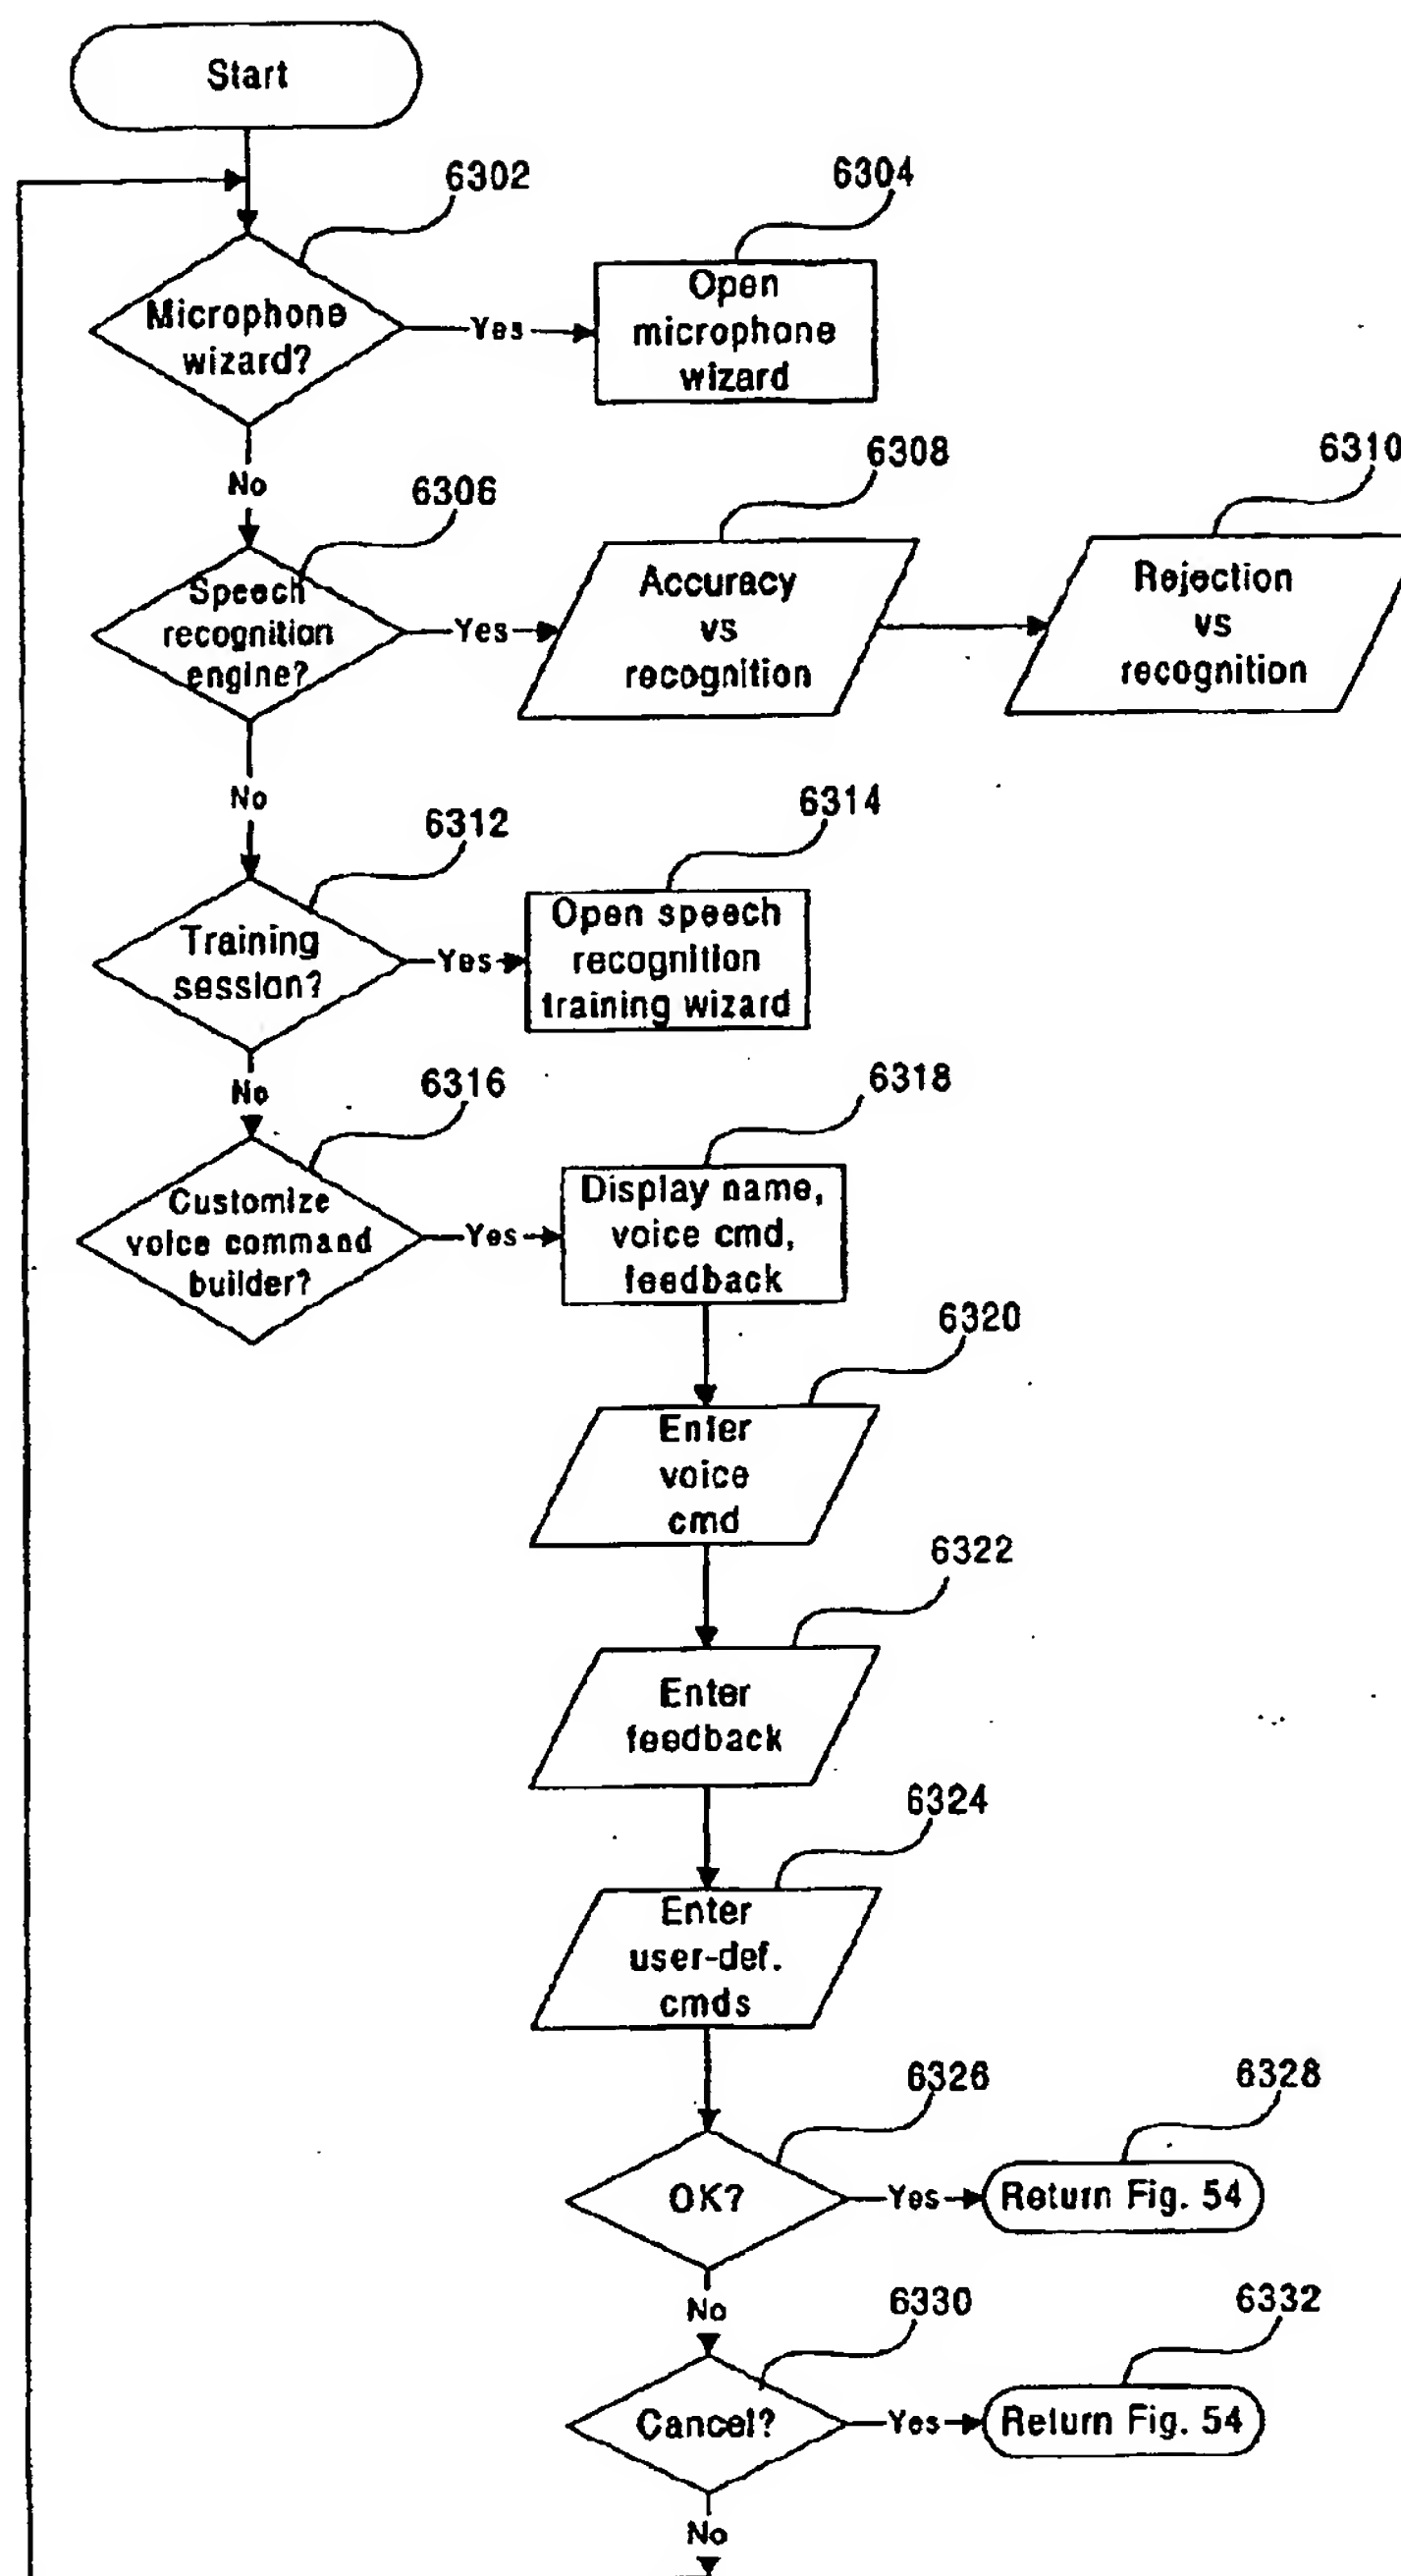 Start
6302
6304
Microphone
wizard?
Yes
Open
microphone
wizard
No
6306
6308
6310
Speech
recognition
engine?
Yes
Accuracy
vs
recognition
Rejection
vs
recognition
No
6312
6314
Training
session?
Yes
Open speech
recognition
training wizard
No
6316
6318
Customize
voice command
builder?
Yes
Display name,
voice cmd,
feedback
6320
Enter
voice
cmd
6322
Enter
feedback
6324
Enter
user-def.
cmds
6326
6328
OK?
Yes
Return Fig. 54
No
6330
6332
Cancel?
Yes
Return Fig. 54
No